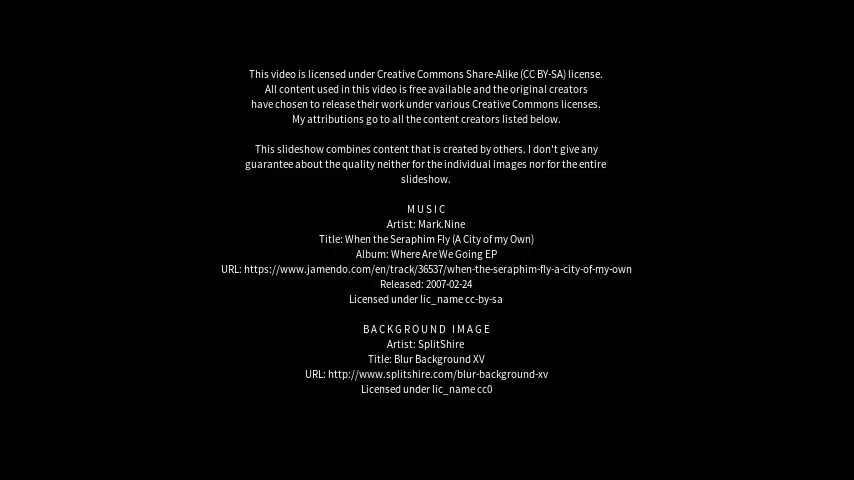 This video is licensed under Creative Commons Share-Alike (CC BY-SA) license.
All content used in this video is free available and the original creators
have chosen to release their work under various Creative Commons licenses.
My attributions go to all the content creators listed below.
This slideshow combines content that is created by others. I don't give any
guarantee about the quality neither for the individual images nor for the entire
slideshow.
MUSIC
Artist: Mark.Nine
Title: When the Seraphim Fly (A City of my Own)
Album: Where Are We Going EP
URL: https://www.jamendo.com/en/track/36537/when-the-seraphim-fly-a-city-of-my-own
Released: 2007-02-24
Licensed under lic_name cc-by-sa
BACKGROUND IMAGE
Artist: SplitShire
Title: Blur Background XV
URL: http://www.splitshire.com/blur-background-xv
Licensed under lic_name cc0